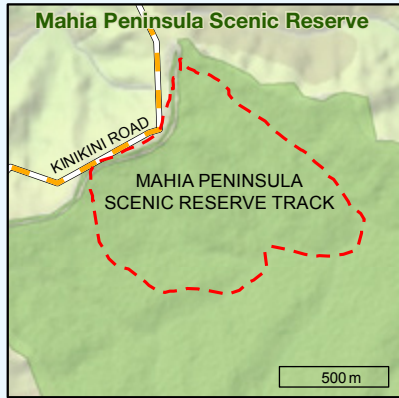 Mahia Peninsula Scenic Reserve
KINIKINI ROAD
MAHIA PENINSULA
SCENIC RESERVE TRACK
500 m